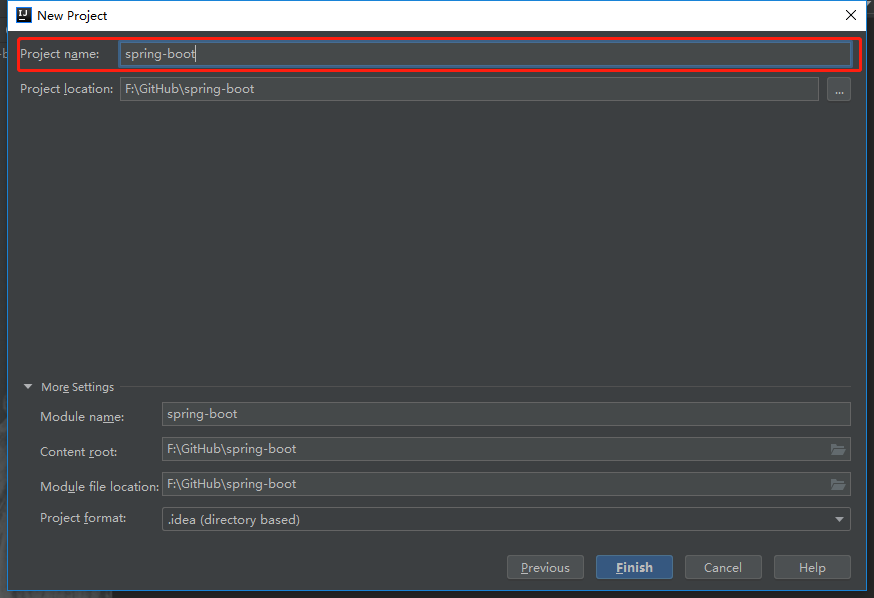 IJ New Project
Project name: spring-boot
Project location: F:\GitHub\spring-boot ...
More Settings
Module name: spring-boot
Content root: F:\GitHub\spring-boot
Module file location: F:\GitHub\spring-boot
Project format: .idea (directory based)
Previous Finish Cancel Help